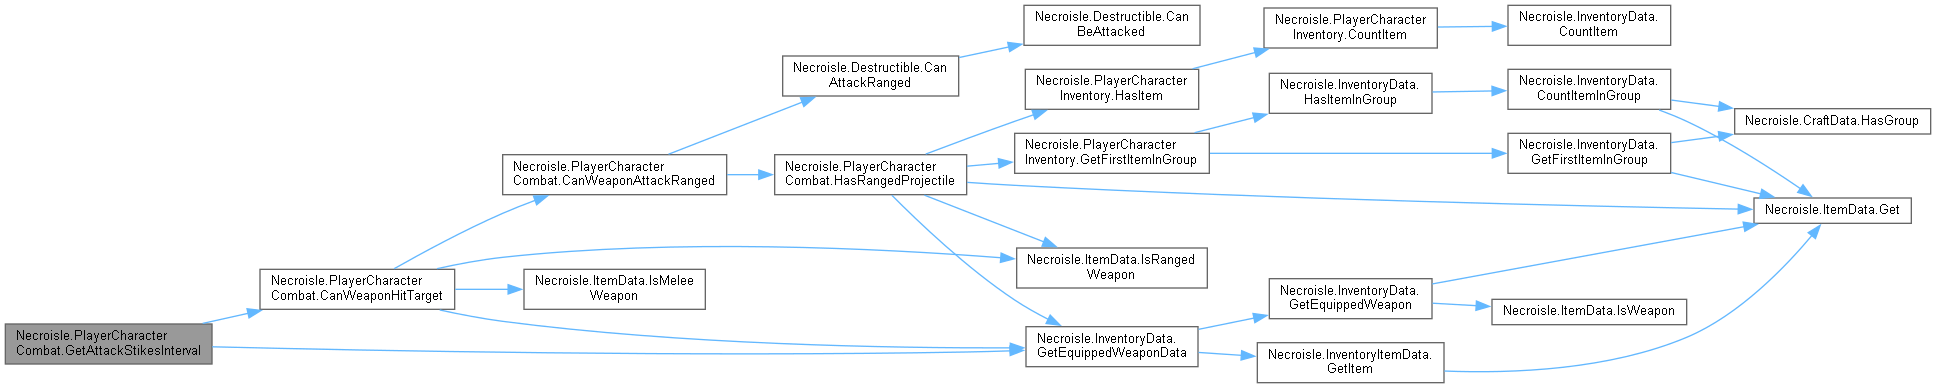 Necroisle.PlayerCharacter
Combat.GetAttackStikesInterval
Necroisle.PlayerCharacter
Combat.CanWeaponHitTarget
Necroisle.PlayerCharacter
Combat.CanWeaponAttackRanged
Necroisle.ItemData.IsMelee
Weapon
Necroisle.Destructible.Can
AttackRanged
Necroisle.PlayerCharacter
Combat.HasRangedProjectile
Necroisle.Destructible.Can
BeAttacked
Necroisle.PlayerCharacter
Inventory.HasItem
Necroisle.PlayerCharacter
Inventory.GetFirstItemInGroup
Necroisle.ItemData.IsRanged
Weapon
Necroisle.InventoryData.
GetEquippedWeaponData
Necroisle.PlayerCharacter
Inventory.CountItem
Necroisle.InventoryData.
HasItemInGroup
Necroisle.InventoryData.
GetEquippedWeapon
Necroisle.InventoryItemData.
GetItem
Necroisle.InventoryData.
CountItem
Necroisle.InventoryData.
CountItemInGroup
Necroisle.InventoryData.
GetFirstItemInGroup
Necroisle.ItemData.IsWeapon
Necroisle.CraftData.HasGroup
Necroisle.ItemData.Get